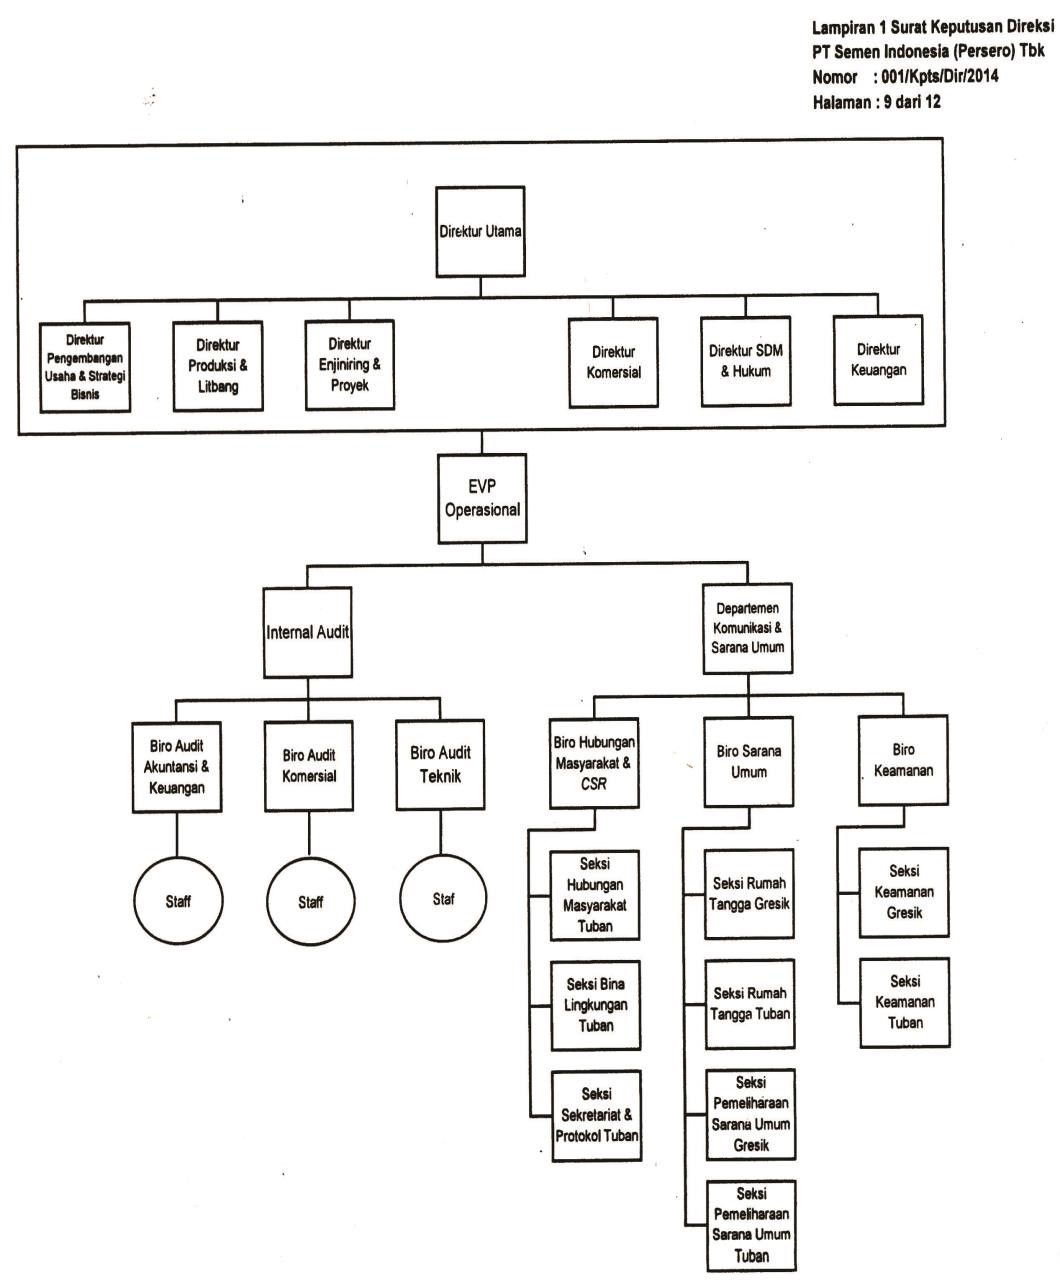 Lampiran 1 Surat Keputusan Direksi
PT Semen Indonesia (Persero) Tbk
Nomor : 001/Kpts/Dir/2014
Halaman : 9 dari 12
Direktur Utama
Direktur
Pengembangan
Usaha & Strategi
Bisnis
Direktur
Produksi &
Litbang
Direktur
Enjiniring &
Proyek
Direktur
Komersial
Direktur SDM
& Hukum
Direktur
Keuangan
EVP
Operasional
Internal Audit
Departemen
Komunikasi &
Sarana Umum
Biro Audit
Akuntansi &
Keuangan
Biro Audit
Komersial
Biro Audit
Teknik
Biro Hubungan
Masyarakat &
CSR
Biro Sarana
Umum
Biro
Keamanan
Staff
Staff
Staf
Seksi
Hubungan
Masyarakat
Tuban
Seksi Rumah
Tangga Gresik
Seksi
Keamanan
Gresik
Seksi Bina
Lingkungan
Tuban
Seksi Rumah
Tangga Tuban
Seksi
Keamanan
Tuban
Seksi
Sekretariat &
Protokol Tuban
Seksi
Pemeliharaan
Sarana Umum
Gresik
Seksi
Pemeliharaan
Sarana Umum
Tuban